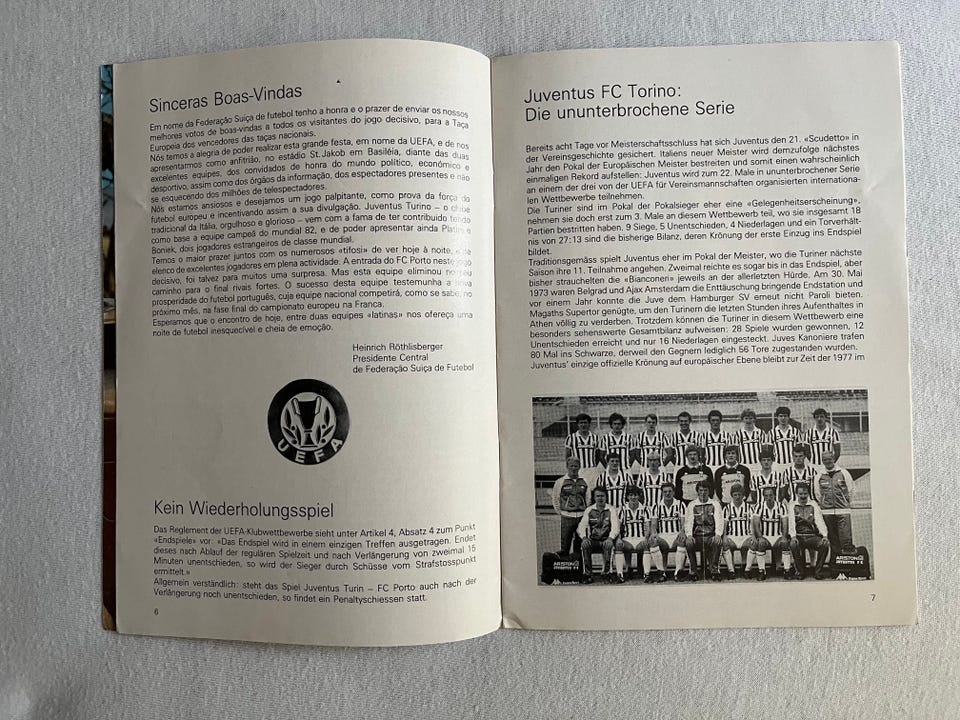 Sinceras Boas-Vindas
Em nome da Federação Suiça de futebol tenho a honra e o prazer de enviar os nossos
melhores votos de boas-vindas a todos os visitantes do jogo decisivo, para a Taça
Europeia dos vencedores das taças nacionais.
Nós temos a alegria de poder realizar esta grande festa, em nome da UEFA, e de nos
apresentarmos como anfitrião, no estádio St. Jakob em Basiléia, diante das duas
excelentes equipes, dos convidados de honra do mundo político, económico e
desportivo, assim como dos órgãos da informação, dos espectadores presentes e não
se esquecendo dos milhões de telespectadores.
Nós estamos ansiosos e desejamos um jogo palpitante, como prova da força do
futebol europeu e incentivando assim a sua divulgação. Juventus Turino – o clube
tradicional da Itália, orgulhoso e glorioso – vem com a fama de ter contribuido tendo
como base a equipe campeã do mundial 82, e de poder apresentar ainda Platini e
Boniek, dois jogadores estrangeiros de classe mundial.
Temos o maior prazer juntos com os numerosos «tifosi» de ver hoje à noite, este
elenco de excelentes jogadores em plena actividade. A entrada do FC Porto neste jogo
decisivo, foi talvez para muitos uma surpresa. Mas esta equipe eliminou no seu
caminho para o final rivais fortes. O sucesso desta equipe testemunha a nova
prosperidade do futebol português, cuja equipe nacional competirá, como se sabe, no
próximo mês, na fase final do campeonato europeu na França.
Esperamos que o encontro de hoje, entre duas equipes «latinas» nos ofereça uma
noite de futebol inesquecível e cheia de emoção.
Heinrich Röthlisberger
Presidente Central
de Federação Suiça de Futebol
UEFA
Kein Wiederholungsspiel
Das Reglement der UEFA-Klubwettbewerbe sieht unter Artikel 4, Absatz 4 zum Punkt
«Endspiele» vor: «Das Endspiel wird in einem einzigen Treffen ausgetragen. Endet
dieses nach Ablauf der regulären Spielzeit und nach Verlängerung von zweimal 15
Minuten unentschieden, so wird der Sieger durch Schüsse vom Strafstosspunkt
ermittelt.»
Allgemein verständlich: steht das Spiel Juventus Turin – FC Porto auch nach der
Verlängerung noch unentschieden, so findet ein Penaltyschiessen statt.
6
Juventus FC Torino:
Die ununterbrochene Serie
Bereits acht Tage vor Meisterschaftsschluss hat sich Juventus den 21. «Scudetto» in
der Vereinsgeschichte gesichert. Italiens neuer Meister wird demzufolge nächstes
Jahr den Pokal der Europäischen Meister bestreiten und somit einen wahrscheinlich
einmaligen Rekord aufstellen: Juventus wird zum 22. Male in ununterbrochener Serie
an einem der drei von der UEFA für Vereinsmannschaften organisierten internationa-
len Wettbewerbe teilnehmen.
Die Turiner sind im Pokal der Pokalsieger eher eine «Gelegenheitserscheinung»,
nehmen sie doch erst zum 3. Male an diesem Wettbewerb teil, wo sie insgesamt 18
Partien bestritten haben. 9 Siege, 5 Unentschieden, 4 Niederlagen und ein Torverhält-
nis von 27:13 sind die bisherige Bilanz, deren Krönung der erste Einzug ins Endspiel
bildet.
Traditionsgemäss spielt Juventus eher im Pokal der Meister, wo die Turiner nächste
Saison ihre 11. Teilnahme angehen. Zweimal reichte es sogar bis in das Endspiel, aber
bisher strauchelten die «Bianconeri» jeweils an der allerletzten Hürde. Am 30. Mai
1973 waren Belgrad und Ajax Amsterdam die Enttäuschung bringende Endstation und
vor einem Jahr konnte die Juve dem Hamburger SV erneut nicht Paroli bieten.
Magaths Supertor genügte, um den Turnern die letzten Stunden ihres Aufenthaltes in
Athen völlig zu verderben. Trotzdem können die Turiner in diesem Wettbewerb eine
besonders sehenswerte Gesamtbilanz aufweisen: 28 Spiele wurden gewonnen, 12
Unentschieden erreicht und nur 16 Niederlagen eingesteckt. Juves Kanoniere trafen
80 Mal ins Schwarze, derweil den Gegnern lediglich 56 Tore zugestanden wurden.
Juventus' einzige offizielle Krönung auf europäischer Ebene bleibt zur Zeit der 1977 im
ARISTON
ARISTON
7